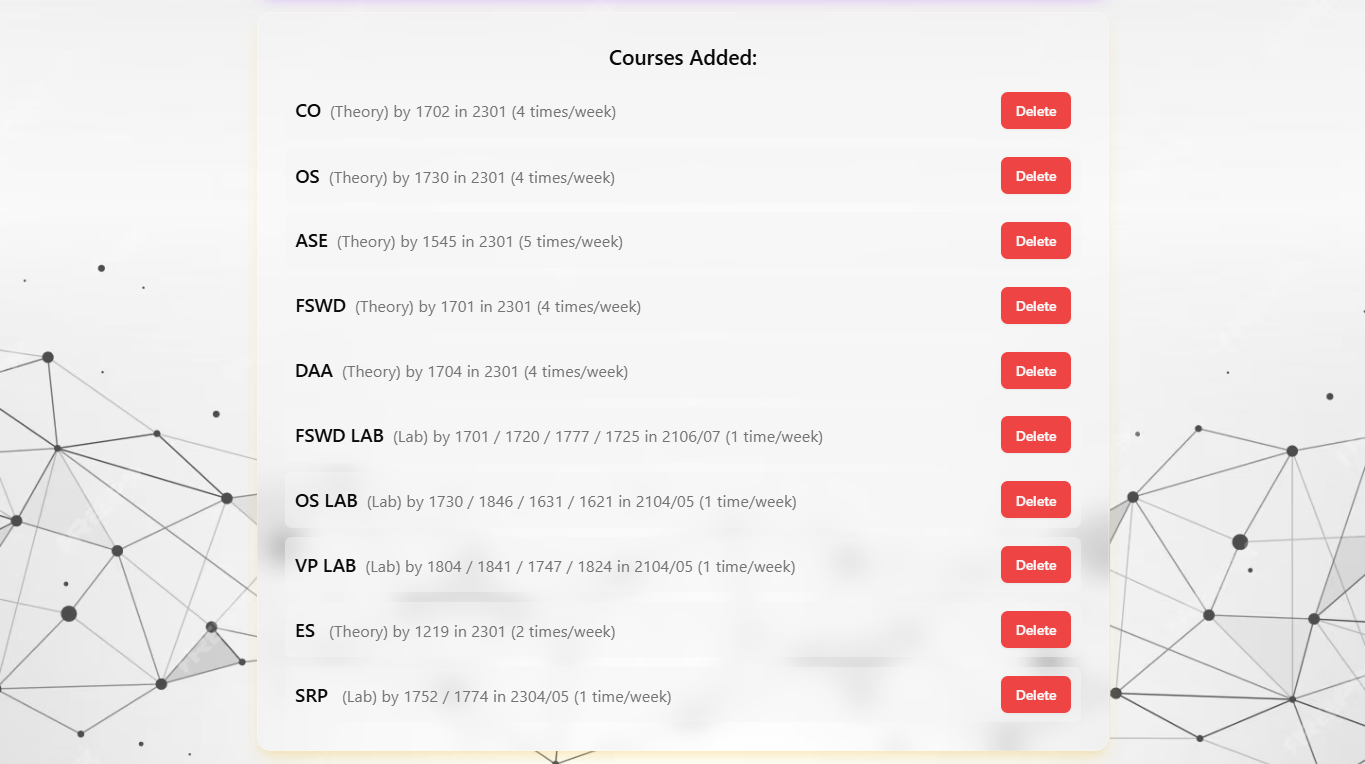 Courses Added:
CO (Theory) by 1702 in 2301 (4 times/week) Delete
OS (Theory) by 1730 in 2301 (4 times/week) Delete
ASE (Theory) by 1545 in 2301 (5 times/week) Delete
FSWD (Theory) by 1701 in 2301 (4 times/week) Delete
DAA (Theory) by 1704 in 2301 (4 times/week) Delete
FSWD LAB (Lab) by 1701 / 1720 / 1777 / 1725 in 2106/07 (1 time/week) Delete
OS LAB (Lab) by 1730 / 1846 / 1631 / 1621 in 2104/05 (1 time/week) Delete
VP LAB (Lab) by 1804 / 1841 / 1747 / 1824 in 2104/05 (1 time/week) Delete
ES (Theory) by 1219 in 2301 (2 times/week) Delete
SRP (Lab) by 1752 / 1774 in 2304/05 (1 time/week) Delete